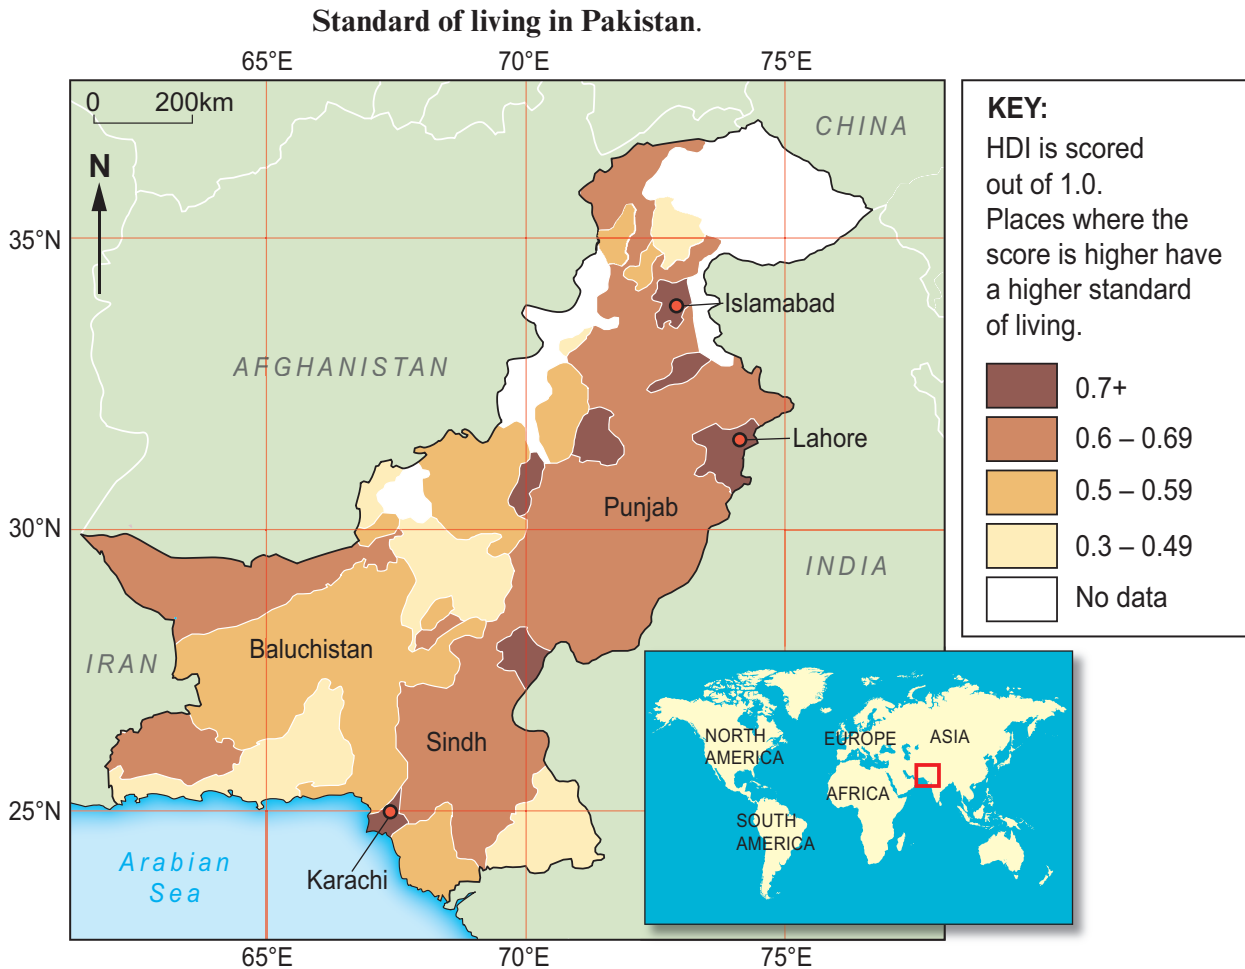 Standard of living in Pakistan.
65°E 70°E 75°E
0 200km
N
CHINA
35°N
Islamabad
AFGHANISTAN
Lahore
Punjab
30°N
INDIA
IRAN
Baluchistan
Sindh
25°N
Arabian
Sea
Karachi
65°E 70°E 75°E
KEY:
HDI is scored
out of 1.0.
Places where the
score is higher have
a higher standard
of living.
0.7+
0.6 – 0.69
0.5 – 0.59
0.3 – 0.49
No data
NORTH
AMERICA
EUROPE
ASIA
AFRICA
SOUTH
AMERICA